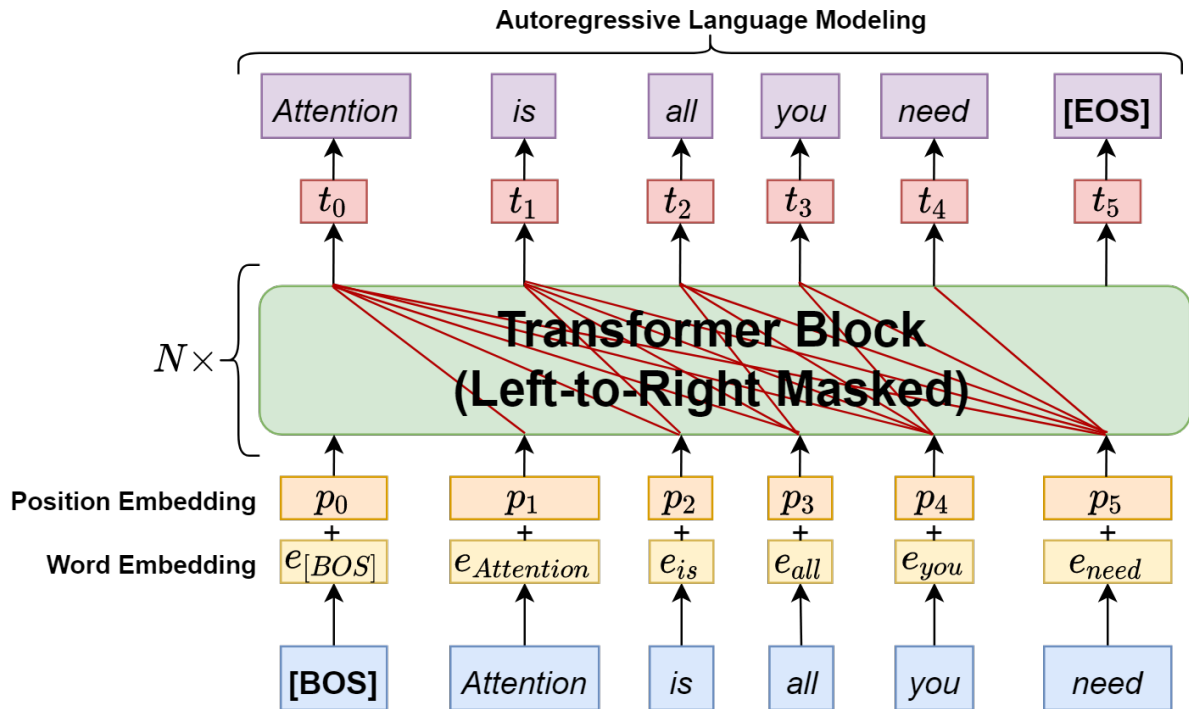 Autoregressive Language Modeling
Attention is all you need [EOS]
t₀ t₁ t₂ t₃ t₄ t₅
N×
Transformer Block
(Left-to-Right Masked)
Position Embedding p₀ p₁ p₂ p₃ p₄ p₅
+ + + + + +
Word Embedding e[BOS] eAttention eis eall eyou eneed
[BOS] Attention is all you need